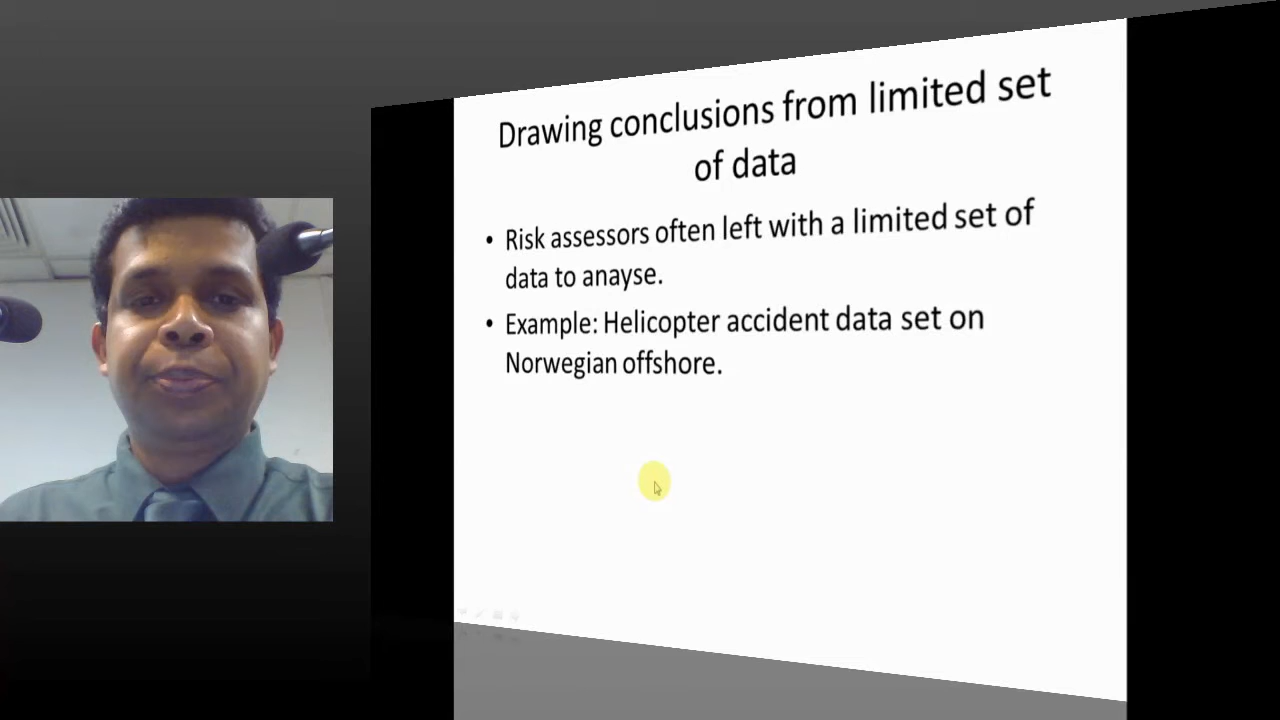 Drawing conclusions from limited set
of data
• Risk assessors often left with a limited set of
data to anayse.
• Example: Helicopter accident data set on
Norwegian offshore.